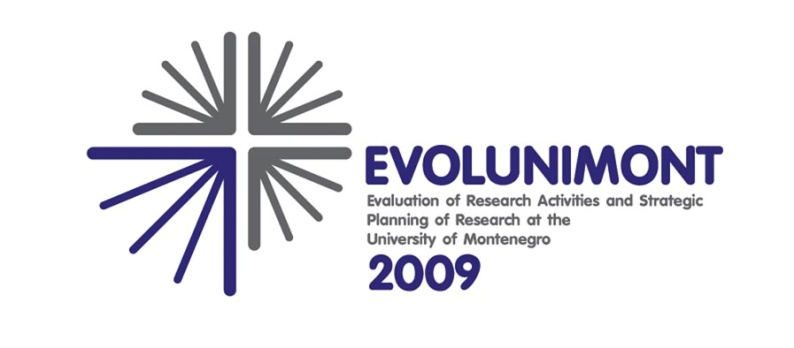 EVOLUNIMONT
Evaluation of Research Activities and Strategic
Planning of Research at the
University of Montenegro
2009